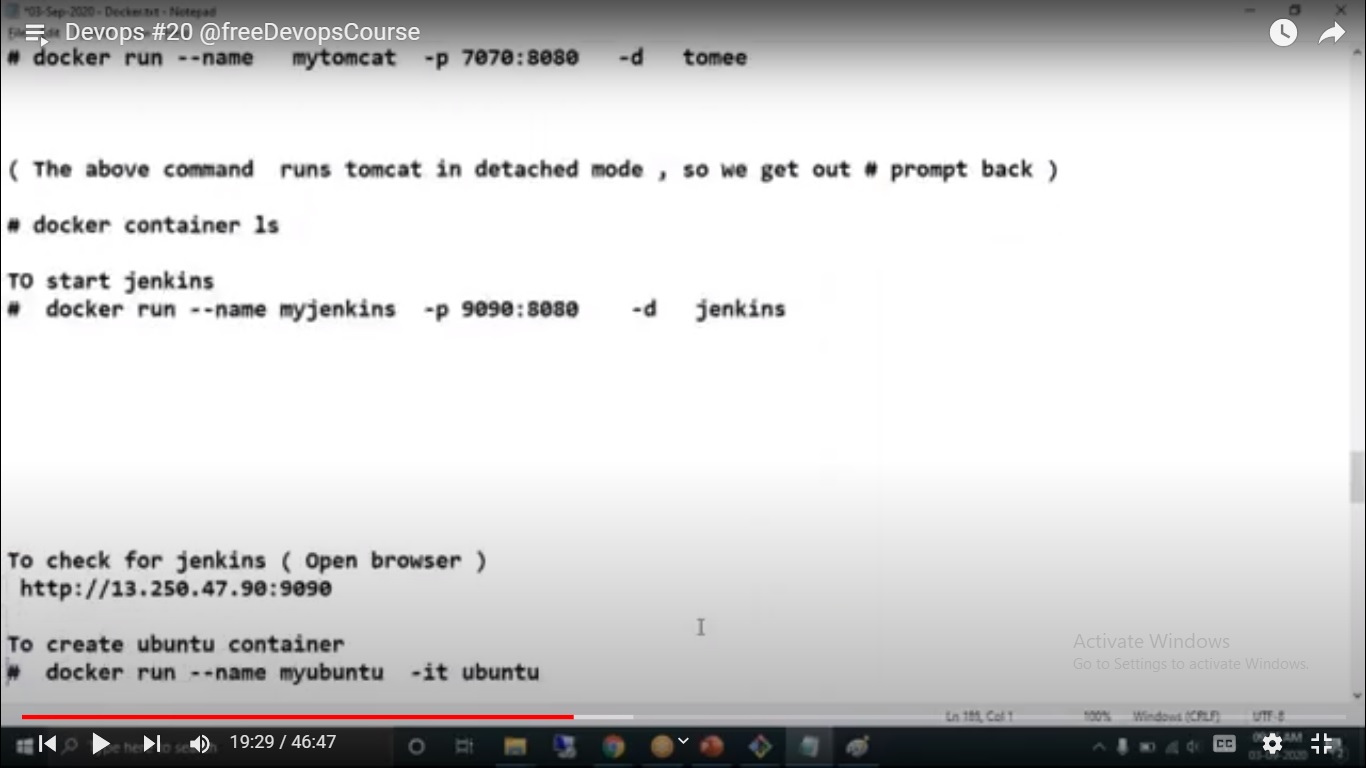 *03-Sep-2020 - Docker.txt - Notepad
Devops #20 @freeDevopsCourse
# docker run --name mytomcat -p 7070:8080 -d tomee
( The above command runs tomcat in detached mode , so we get out # prompt back )
# docker container ls
TO start jenkins
# docker run --name myjenkins -p 9090:8080 -d jenkins
To check for jenkins ( Open browser )
http://13.250.47.90:9090
To create ubuntu container
# docker run --name myubuntu -it ubuntu
Activate Windows
Go to Settings to activate Windows.
Ln 185, Col 1 100% Windows (CRLF) UTF-8
19:29 / 46:47
CC
AM
03-09-2020